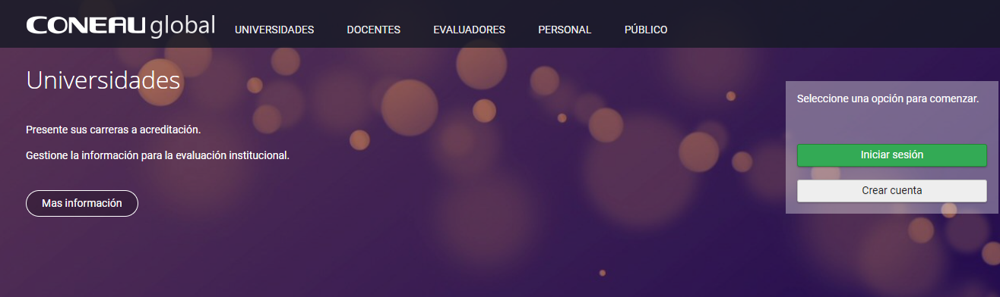 CONEAU global
UNIVERSIDADES DOCENTES EVALUADORES PERSONAL PÚBLICO
Universidades
Presente sus carreras a acreditación.
Gestione la información para la evaluación institucional.
Mas información
Seleccione una opción para comenzar.
Iniciar sesión
Crear cuenta